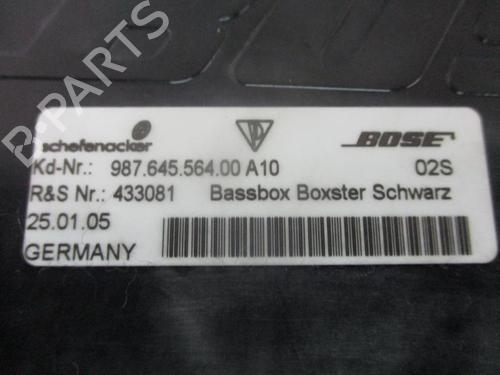 schefenacker BOSE
Kd-Nr.: 987.645.564.00 A10 02S
R&S Nr.: 433081 Bassbox Boxster Schwarz
25.01.05
GERMANY
B-PARTS